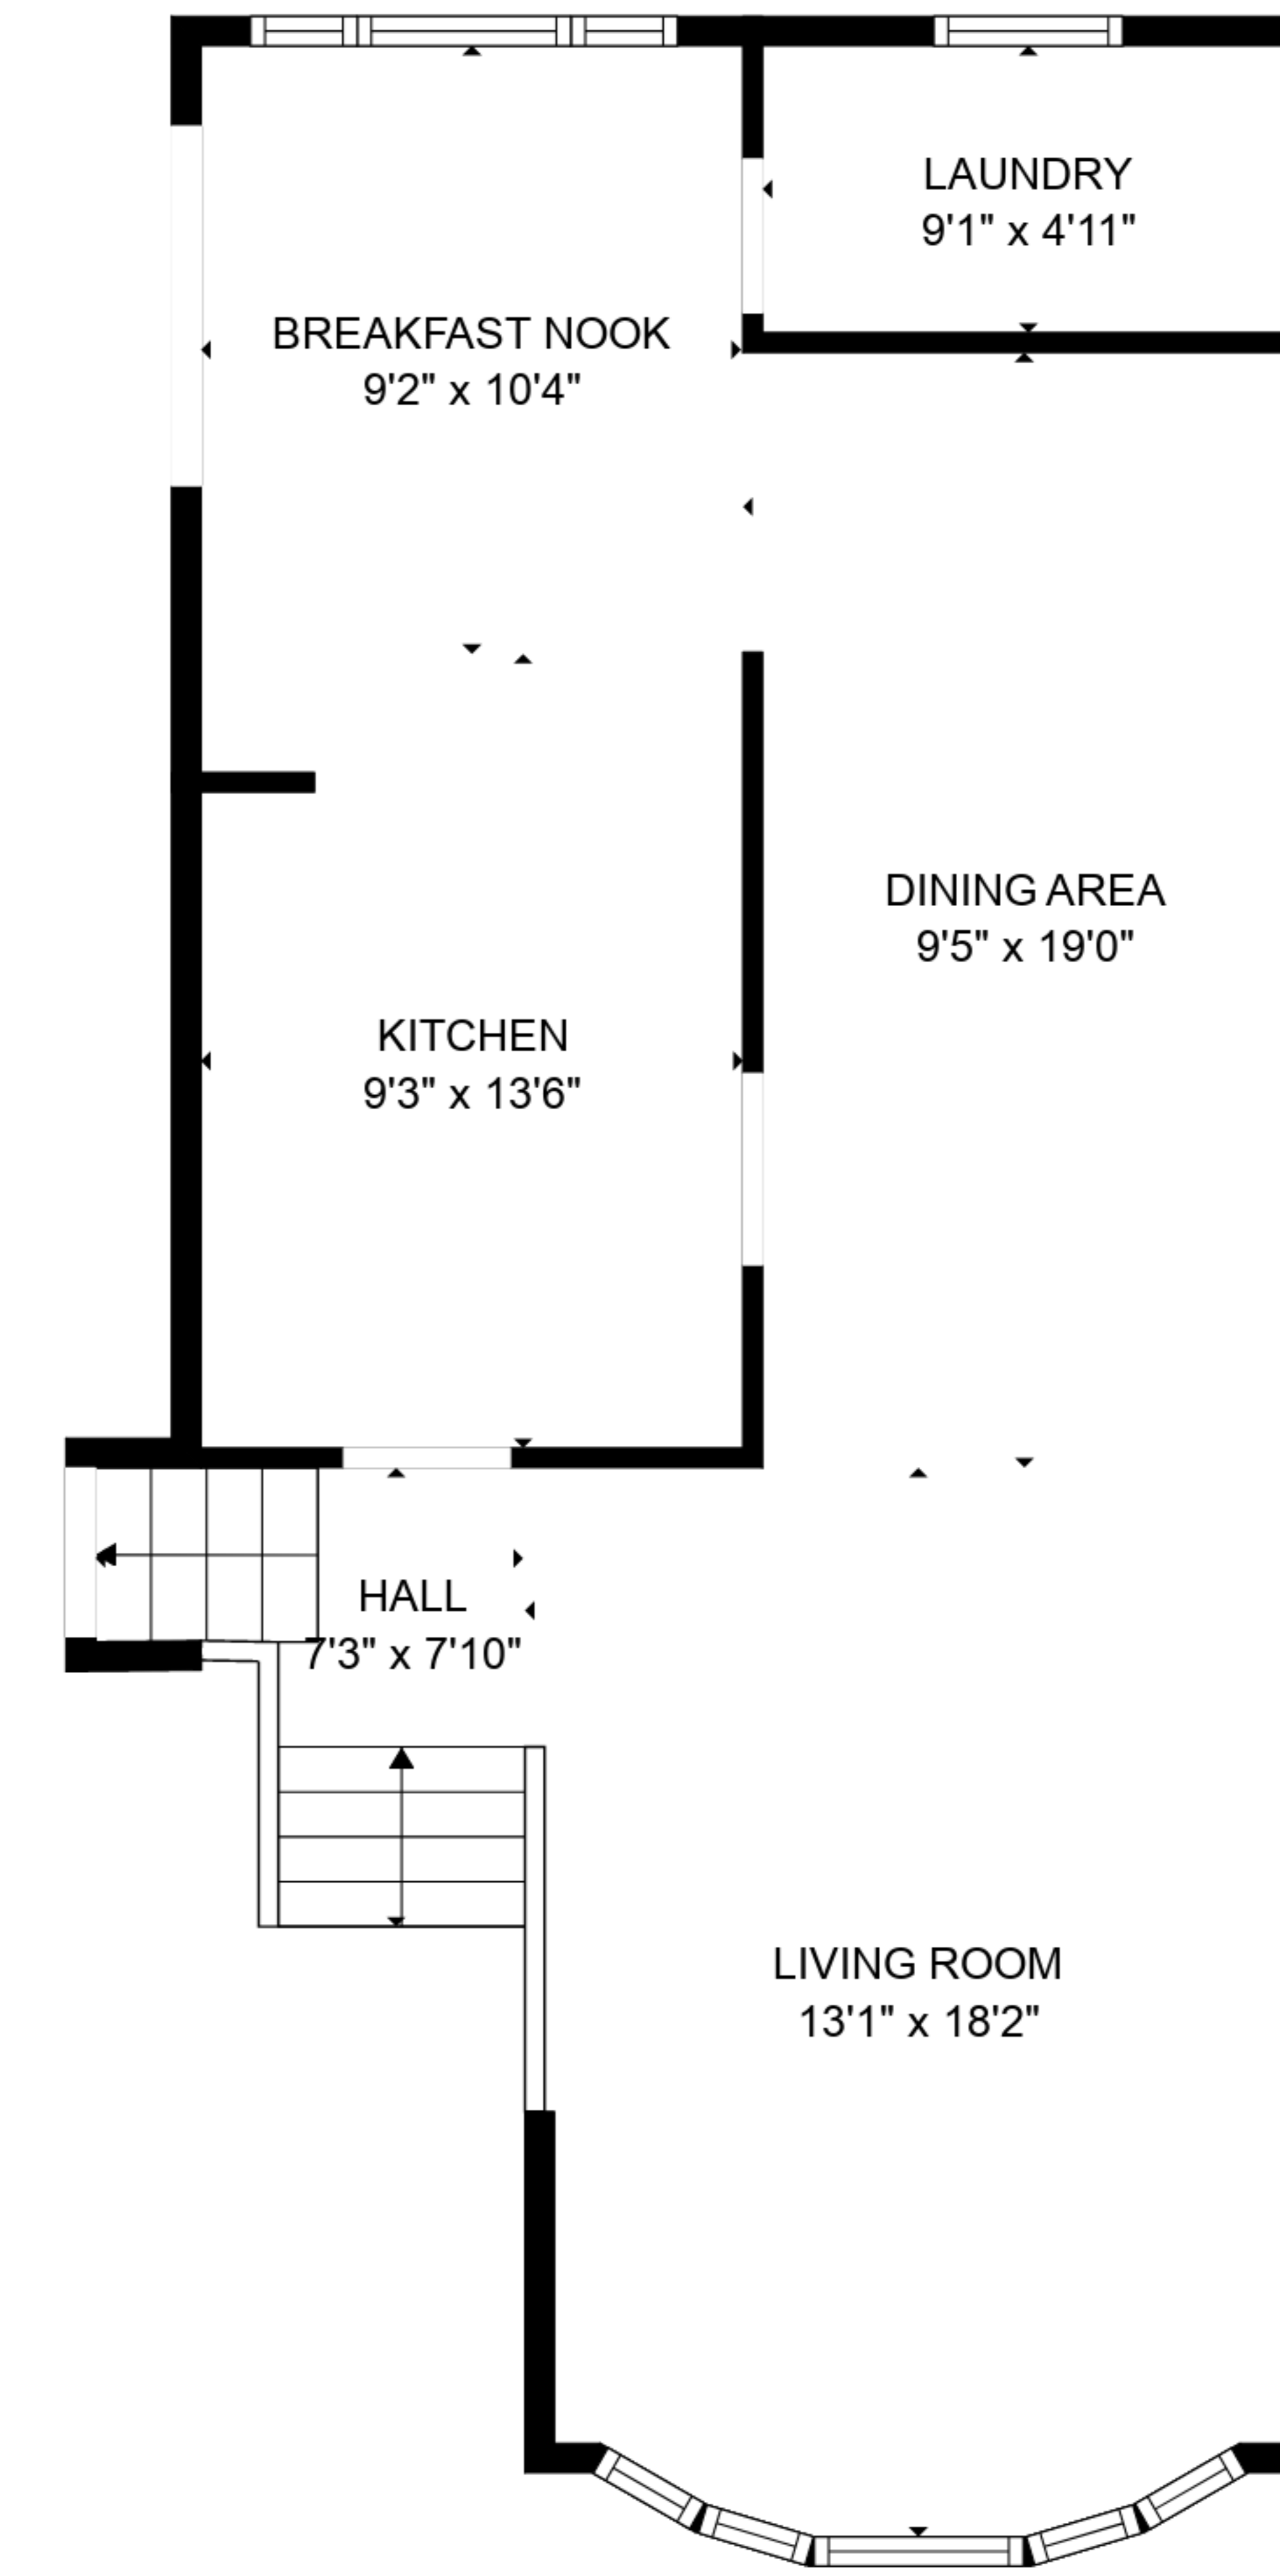 LAUNDRY
9'1" x 4'11"
BREAKFAST NOOK
9'2" x 10'4"
DINING AREA
9'5" x 19'0"
KITCHEN
9'3" x 13'6"
HALL
7'3" x 7'10"
LIVING ROOM
13'1" x 18'2"